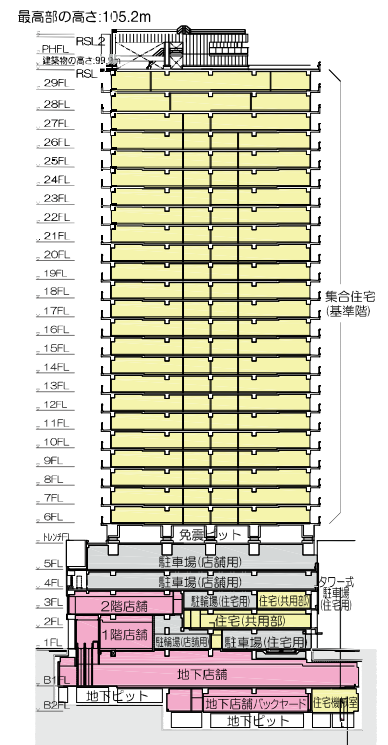 最高部の高さ:105.2m
RSL2
PHFL
建築物の高さ:99.
RSL
29FL
28FL
27FL
26FL
25FL
24FL
23FL
22FL
21FL
20FL
19FL
18FL
集合住宅
(基準階)
17FL
16FL
15FL
14FL
13FL
12FL
11FL
10FL
9FL
8FL
7FL
6FL
トレンチFL
免震ピット
5FL
駐車場(店舗用)
4FL
駐車場(店舗用)
タワー式
駐車場
(住宅用)
3FL
2階店舗
駐輪場(住宅用)
住宅(共用部)
2FL
住宅(共用部)
1FL
1階店舗
駐輪場(店舗用)
駐車場(住宅用)
B1FL
地下店舗
地下ピット
B2FL
地下店舗バックヤード
住宅機械室
地下ピット